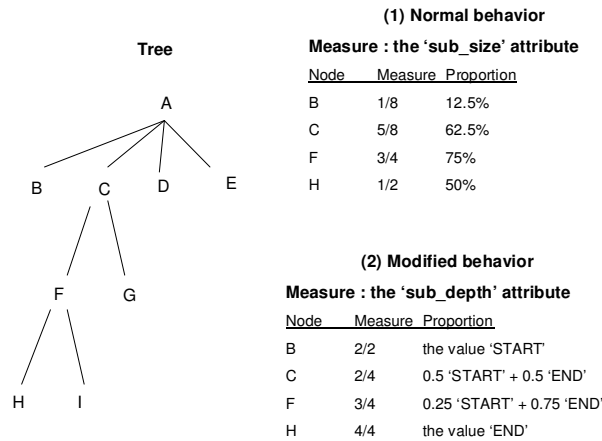 (1) Normal behavior
Tree
Measure : the ‘sub_size’ attribute
Node Measure Proportion
B 1/8 12.5%
C 5/8 62.5%
F 3/4 75%
H 1/2 50%
A
B C D E
F G
H I
(2) Modified behavior
Measure : the ‘sub_depth’ attribute
Node Measure Proportion
B 2/2 the value ‘START’
C 2/4 0.5 ‘START’ + 0.5 ‘END’
F 3/4 0.25 ‘START’ + 0.75 ‘END’
H 4/4 the value ‘END’